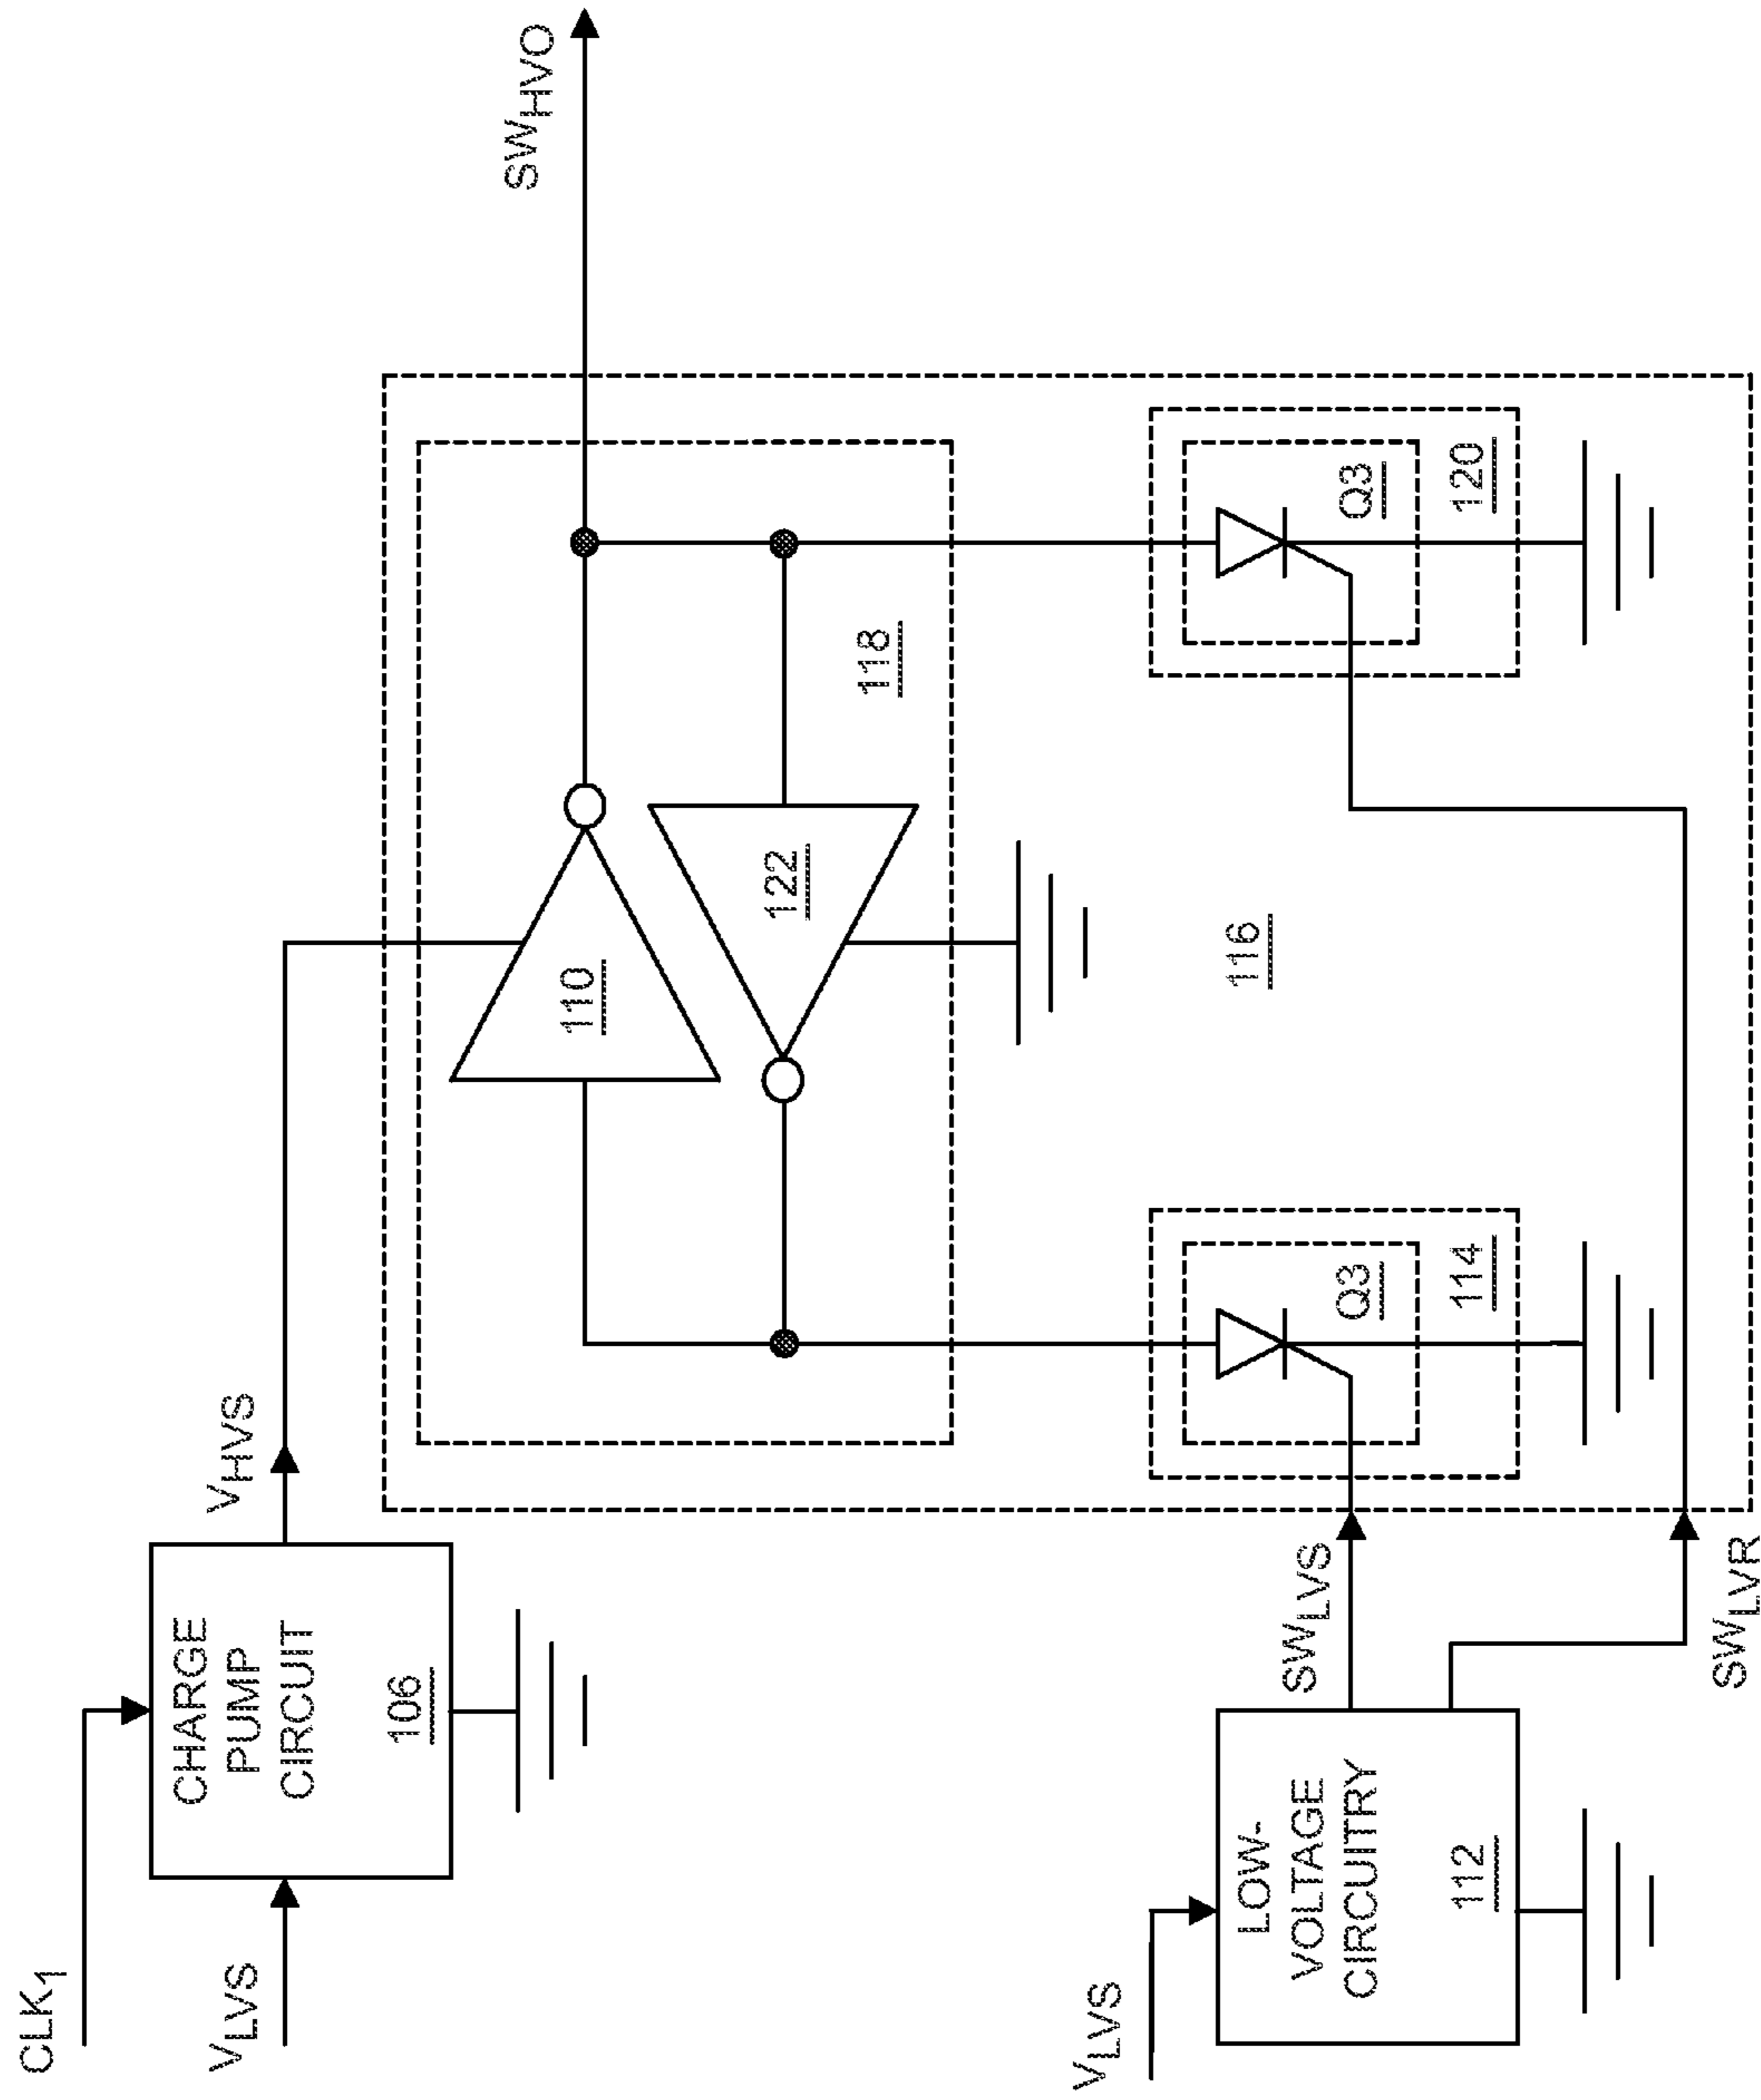 CLK1
VLVS
CHARGE
PUMP
CIRCUIT
106
VHVS
SWHVO
110
122
118
116
VLVS
LOW-
VOLTAGE
CIRCUITRY
112
SWLVS
SWLVR
Q3
114
Q3
120